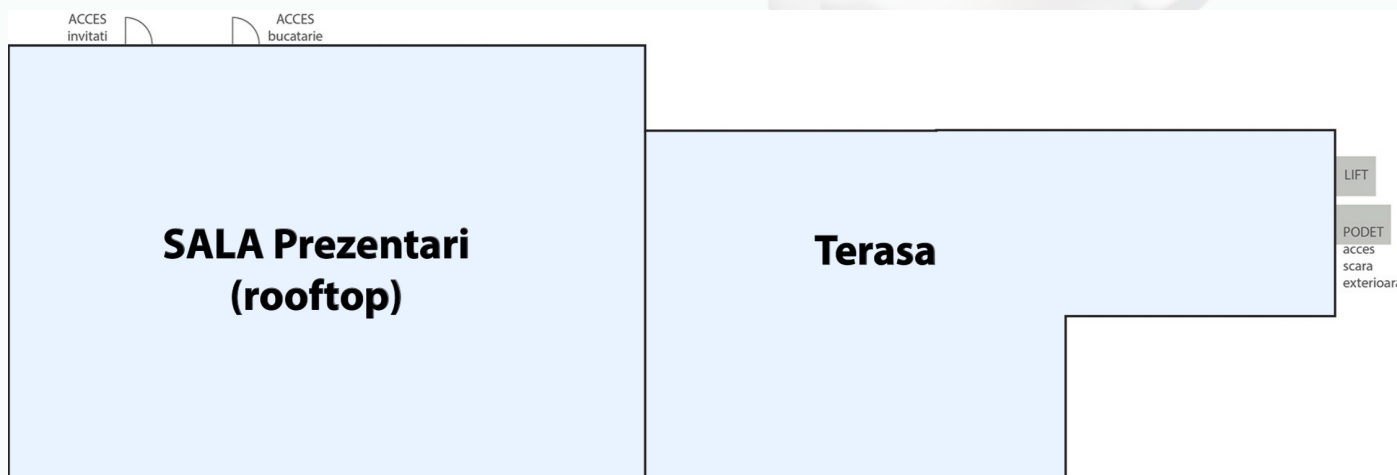 ACCES
invitati
ACCES
bucatarie
SALA Prezentari
(rooftop)
Terasa
LIFT
PODET
acces
scara
exterioara